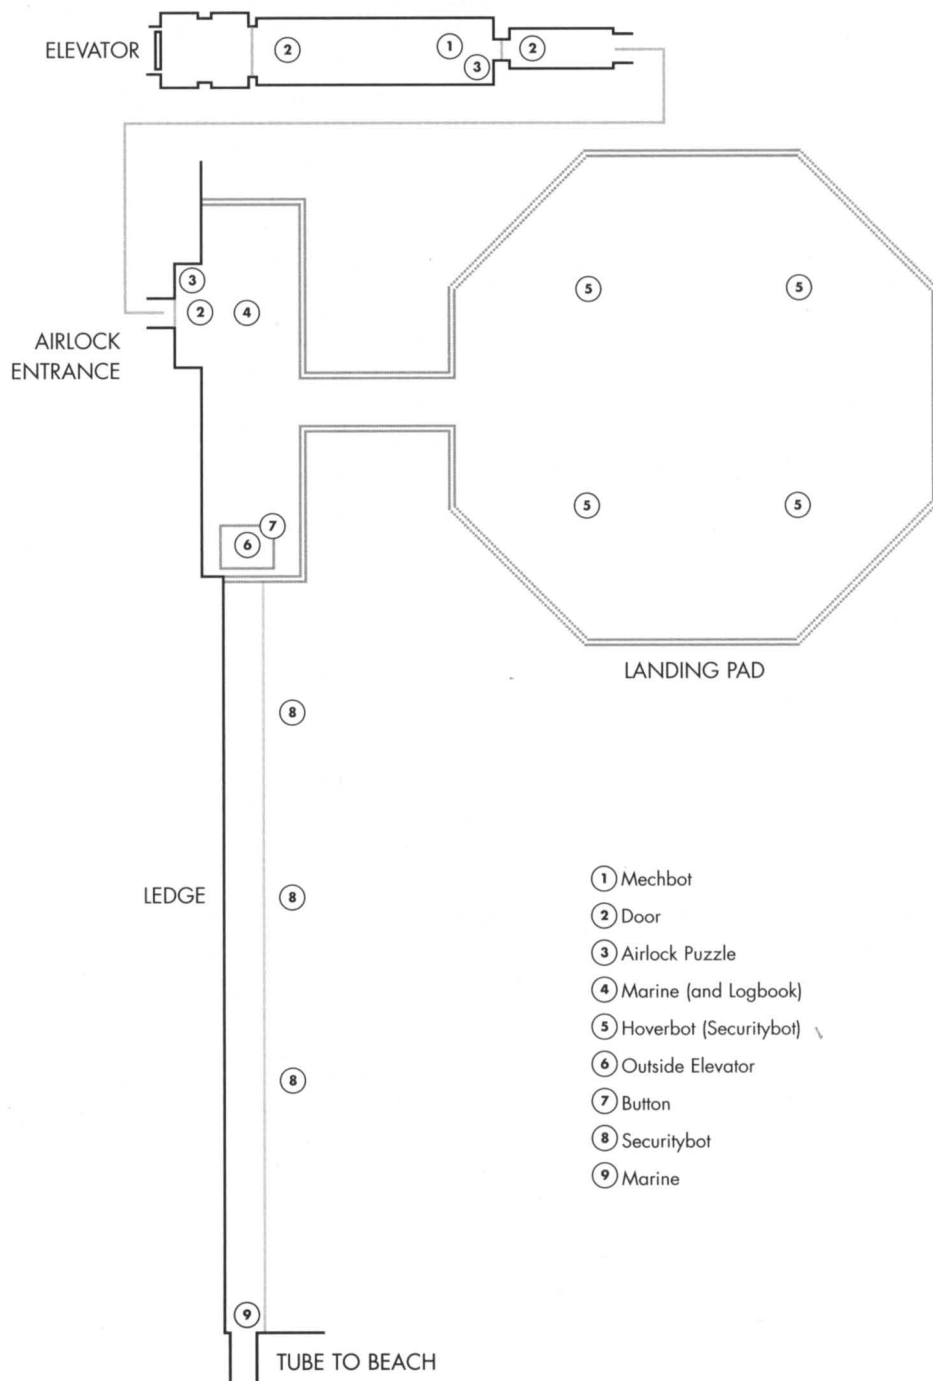 ELEVATOR
2
1
3
2
3
2
4
AIRLOCK
ENTRANCE
5
5
5
5
7
6
LANDING PAD
8
LEDGE
8
8
9
TUBE TO BEACH
1 Mechbot
2 Door
3 Airlock Puzzle
4 Marine (and Logbook)
5 Hoverbot (Securitybot)
6 Outside Elevator
7 Button
8 Securitybot
9 Marine